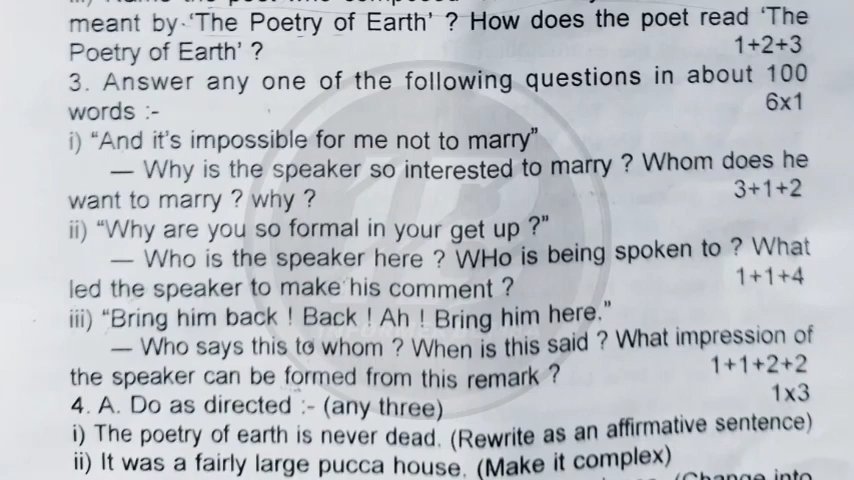 meant by 'The Poetry of Earth' ? How does the poet read 'The
Poetry of Earth' ? 1+2+3
3. Answer any one of the following questions in about 100
words :- 6x1
i) “And it's impossible for me not to marry”
— Why is the speaker so interested to marry ? Whom does he
want to marry ? why ? 3+1+2
ii) “Why are you so formal in your get up ?”
— Who is the speaker here ? WHo is being spoken to ? What
led the speaker to make his comment ? 1+1+4
iii) “Bring him back ! Back ! Ah ! Bring him here.”
— Who says this to whom ? When is this said ? What impression of
the speaker can be formed from this remark ? 1+1+2+2
4. A. Do as directed :- (any three) 1x3
i) The poetry of earth is never dead. (Rewrite as an affirmative sentence)
ii) It was a fairly large pucca house. (Make it complex)
(Change into